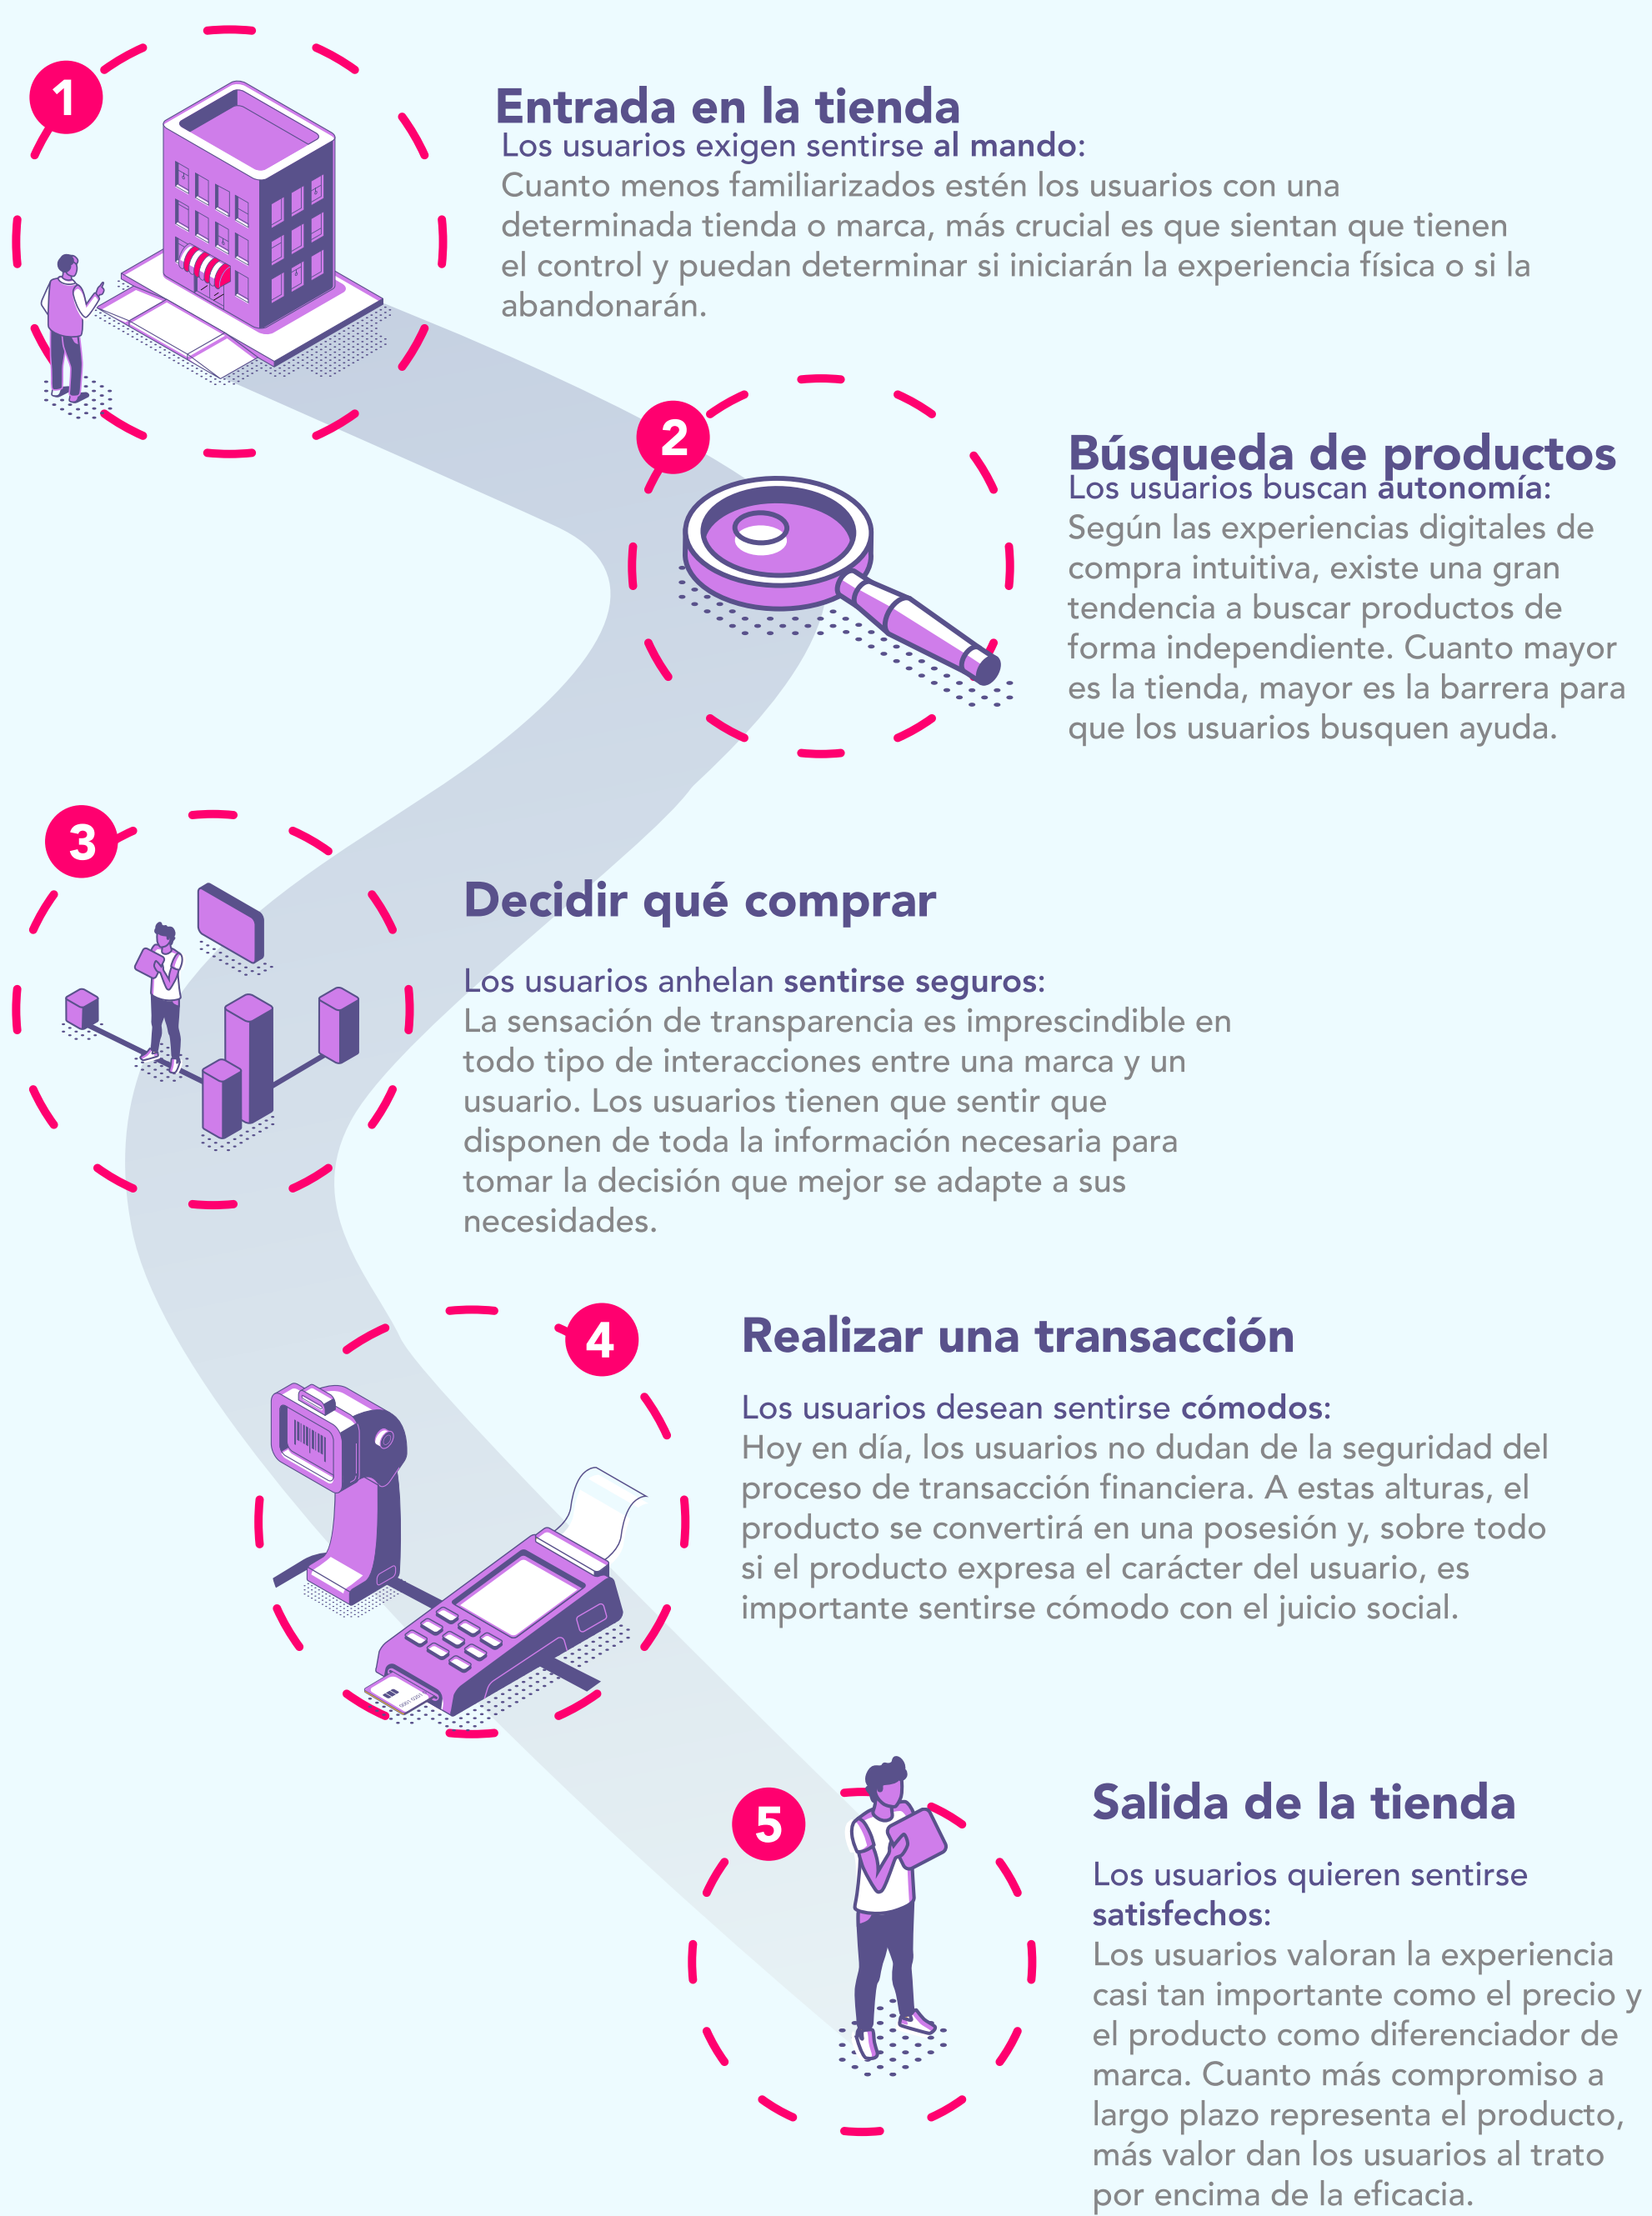 1
Entrada en la tienda
Los usuarios exigen sentirse al mando:
Cuanto menos familiarizados estén los usuarios con una
determinada tienda o marca, más crucial es que sientan que tienen
el control y puedan determinar si iniciarán la experiencia física o si la
abandonarán.
2
Búsqueda de productos
Los usuarios buscan autonomía:
Según las experiencias digitales de
compra intuitiva, existe una gran
tendencia a buscar productos de
forma independiente. Cuanto mayor
es la tienda, mayor es la barrera para
que los usuarios busquen ayuda.
3
Decidir qué comprar
Los usuarios anhelan sentirse seguros:
La sensación de transparencia es imprescindible en
todo tipo de interacciones entre una marca y un
usuario. Los usuarios tienen que sentir que
disponen de toda la información necesaria para
tomar la decisión que mejor se adapte a sus
necesidades.
4
Realizar una transacción
Los usuarios desean sentirse cómodos:
Hoy en día, los usuarios no dudan de la seguridad del
proceso de transacción financiera. A estas alturas, el
producto se convertirá en una posesión y, sobre todo
si el producto expresa el carácter del usuario, es
importante sentirse cómodo con el juicio social.
5
Salida de la tienda
Los usuarios quieren sentirse
satisfechos:
Los usuarios valoran la experiencia
casi tan importante como el precio y
el producto como diferenciador de
marca. Cuanto más compromiso a
largo plazo representa el producto,
más valor dan los usuarios al trato
por encima de la eficacia.